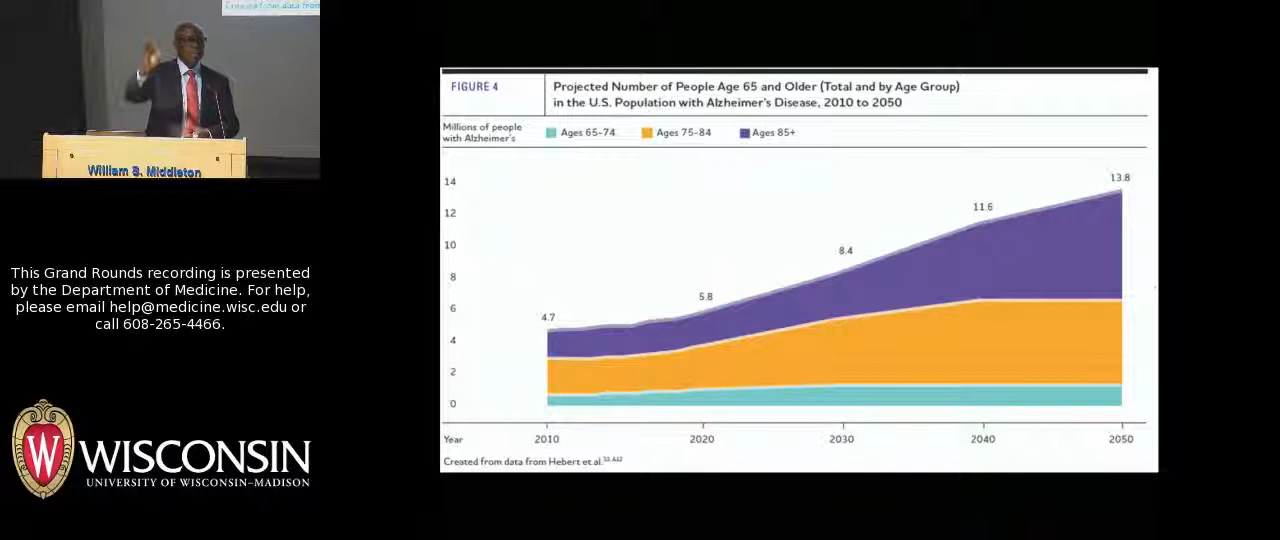 Created from data from
William S. Middleton
This Grand Rounds recording is presented
by the Department of Medicine. For help,
please email help@medicine.wisc.edu or
call 608-265-4466.
W
WISCONSIN
UNIVERSITY OF WISCONSIN–MADISON
FIGURE 4
Projected Number of People Age 65 and Older (Total and by Age Group)
in the U.S. Population with Alzheimer's Disease, 2010 to 2050
Millions of people
with Alzheimer's
Ages 65-74
Ages 75-84
Ages 85+
14
12
10
8
6
4
2
0
4.7
5.8
8.4
11.6
13.8
Year
2010
2020
2030
2040
2050
Created from data from Hebert et al.